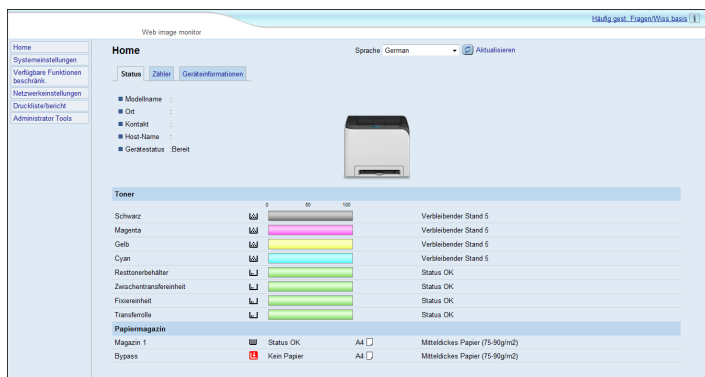 Häufig gest. Fragen/Wiss.basis
Web image monitor
Home
Systemeinstellungen
Verfügbare Funktionen
beschränk.
Netzwerkeinstellungen
Druckliste/bericht
Administrator Tools
Home
Sprache German Aktualisieren
Status Zähler Geräteinformationen
Modellname :
Ort :
Kontakt :
Host-Name :
Gerätestatus :Bereit
Toner
0 50 100
Schwarz Verbleibender Stand 5
Magenta Verbleibender Stand 5
Gelb Verbleibender Stand 5
Cyan Verbleibender Stand 5
Resttonerbehälter Status OK
Zwischentransfereinheit Status OK
Fixiereinheit Status OK
Transferrolle Status OK
Papiermagazin
Magazin 1 Status OK A4 Mitteldickes Papier (75-90g/m2)
Bypass Kein Papier A4 Mitteldickes Papier (75-90g/m2)